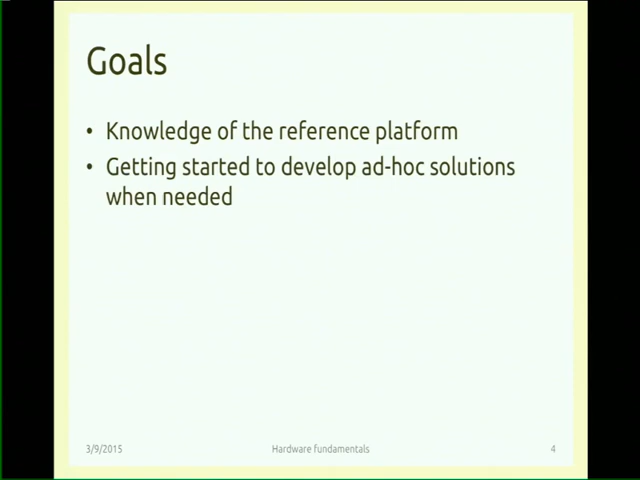 Goals
• Knowledge of the reference platform
• Getting started to develop ad-hoc solutions
when needed
3/9/2015 Hardware fundamentals 4